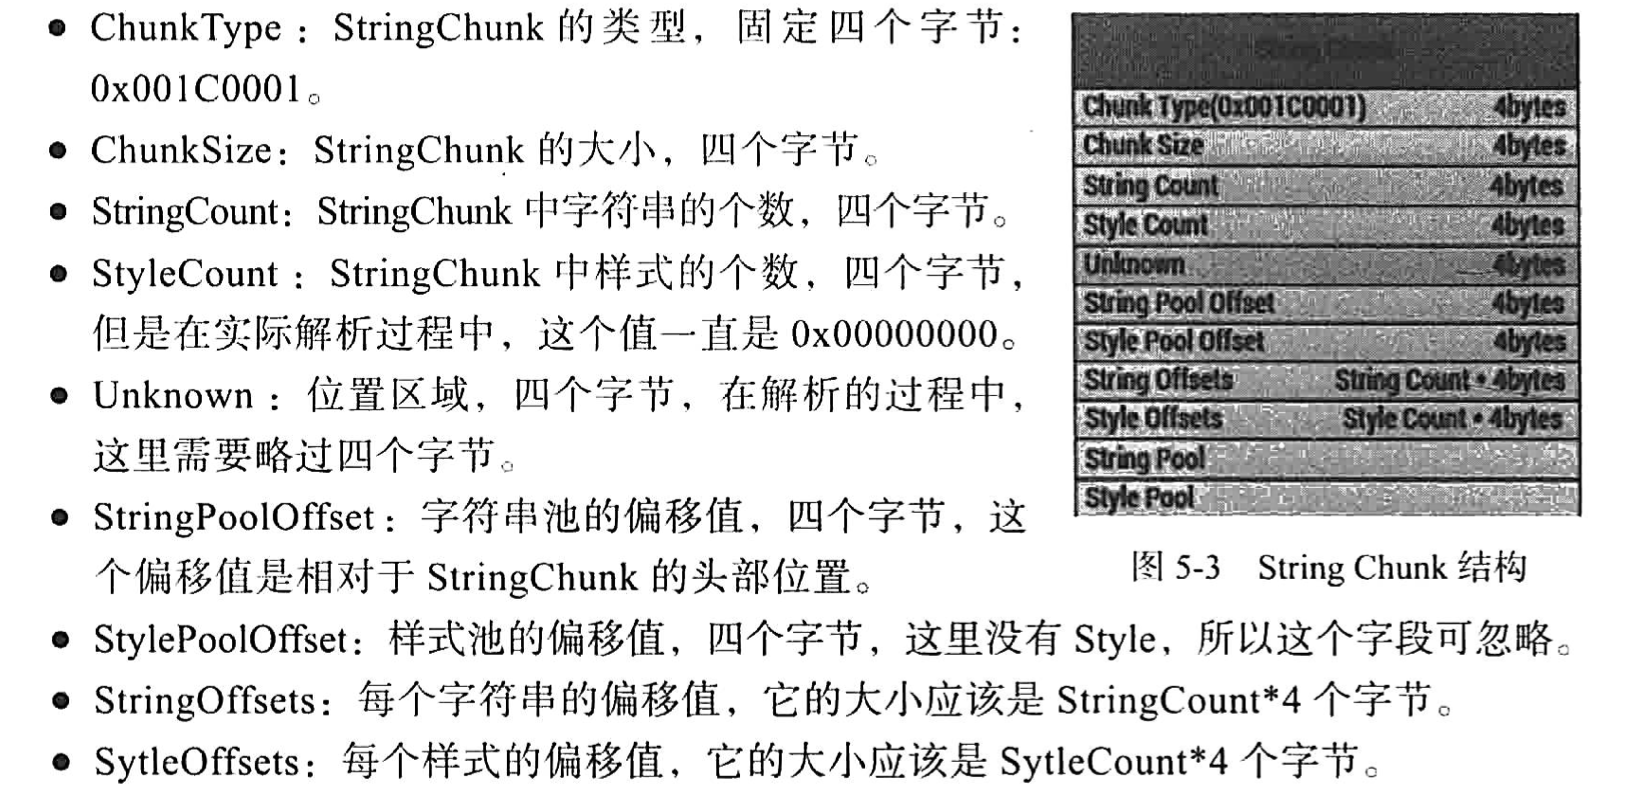 • ChunkType：StringChunk 的类型，固定四个字节：
0x001C0001。
• ChunkSize：StringChunk 的大小，四个字节。
• StringCount：StringChunk 中字符串的个数，四个字节。
• StyleCount：StringChunk 中样式的个数，四个字节，
但是在实际解析过程中，这个值一直是 0x00000000。
• Unknown：位置区域，四个字节，在解析的过程中，
这里需要略过四个字节。
• StringPoolOffset：字符串池的偏移值，四个字节，这
个偏移值是相对于 StringChunk 的头部位置。
• StylePoolOffset：样式池的偏移值，四个字节，这里没有 Style，所以这个字段可忽略。
• StringOffsets：每个字符串的偏移值，它的大小应该是 StringCount*4 个字节。
• SytleOffsets：每个样式的偏移值，它的大小应该是 SytleCount*4 个字节。
Chunk Type(0x001C0001) 4bytes
Chunk Size 4bytes
String Count 4bytes
Style Count 4bytes
Unknown 4bytes
String Pool Offset 4bytes
Style Pool Offset 4bytes
String Offsets String Count * 4bytes
Style Offsets Style Count * 4bytes
String Pool
Style Pool
图 5-3 String Chunk 结构